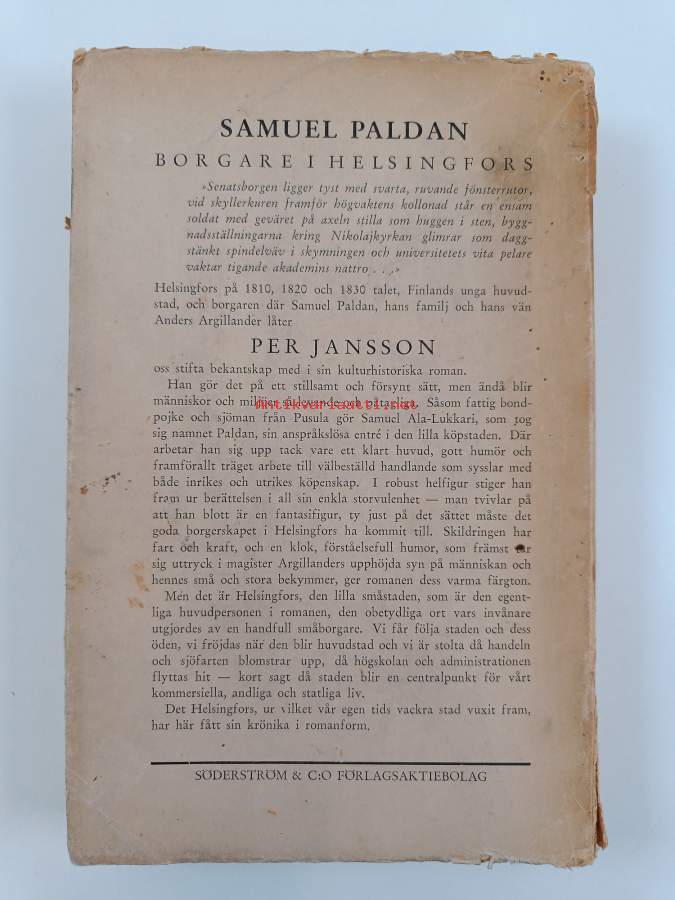 SAMUEL PALDAN
BORGARE I HELSINGFORS
»Senatsborgen ligger tyst med svarta, ruvande fönsterrutor,
vid skyllerkuren framför högvaktens kollonad står en ensam
soldat med geväret på axeln stilla som huggen i sten, bygg-
nadsställningarna kring Nikolajkyrkan glimrar som dagg-
stänkt spindelväv i skymningen och universitetets vita pelare
vaktar tigande akademins nattro . . .»
Helsingfors på 1810, 1820 och 1830 talet, Finlands unga huvud-
stad, och borgaren där Samuel Paldan, hans familj och hans vän
Anders Argillander låter
PER JANSSON
oss stifta bekantskap med i sin kulturhistoriska roman.
Han gör det på ett stillsamt och försynt sätt, men ändå blir
människor och miljöer så levande och påtagliga. Såsom fattig bond-
antikvariaatti.net
pojke och sjöman från Pusula gör Samuel Ala-Lukkari, som tog
sig namnet Paldan, sin anspråkslösa entré i den lilla köpstaden. Där
arbetar han sig upp tack vare ett klart huvud, gott humör och
framförallt träget arbete till välbeställd handlande som sysslar med
både inrikes och utrikes köpenskap. I robust helfigur stiger han
fram ur berättelsen i all sin enkla storvulenhet — man tvivlar på
att han blott är en fantasifigur, ty just på det sättet måste det
goda borgerskapet i Helsingfors ha kommit till. Skildringen har
fart och kraft, och en klok, förståelsefull humor, som främst tar
sig uttryck i magister Argillanders upphöjda syn på människan och
hennes små och stora bekymmer, ger romanen dess varma färgton.
Men det är Helsingfors, den lilla småstaden, som är den egent-
liga huvudpersonen i romanen, den obetydliga ort vars invånare
utgjordes av en handfull småborgare. Vi får följa staden och dess
öden, vi fröjdas när den blir huvudstad och vi är stolta då handeln
och sjöfarten blomstrar upp, då högskolan och administrationen
flyttas hit — kort sagt då staden blir en centralpunkt för vårt
kommersiella, andliga och statliga liv.
Det Helsingfors, ur vilket vår egen tids vackra stad vuxit fram,
har här fått sin krönika i romanform.
SÖDERSTRÖM & C:O FÖRLAGSAKTIEBOLAG